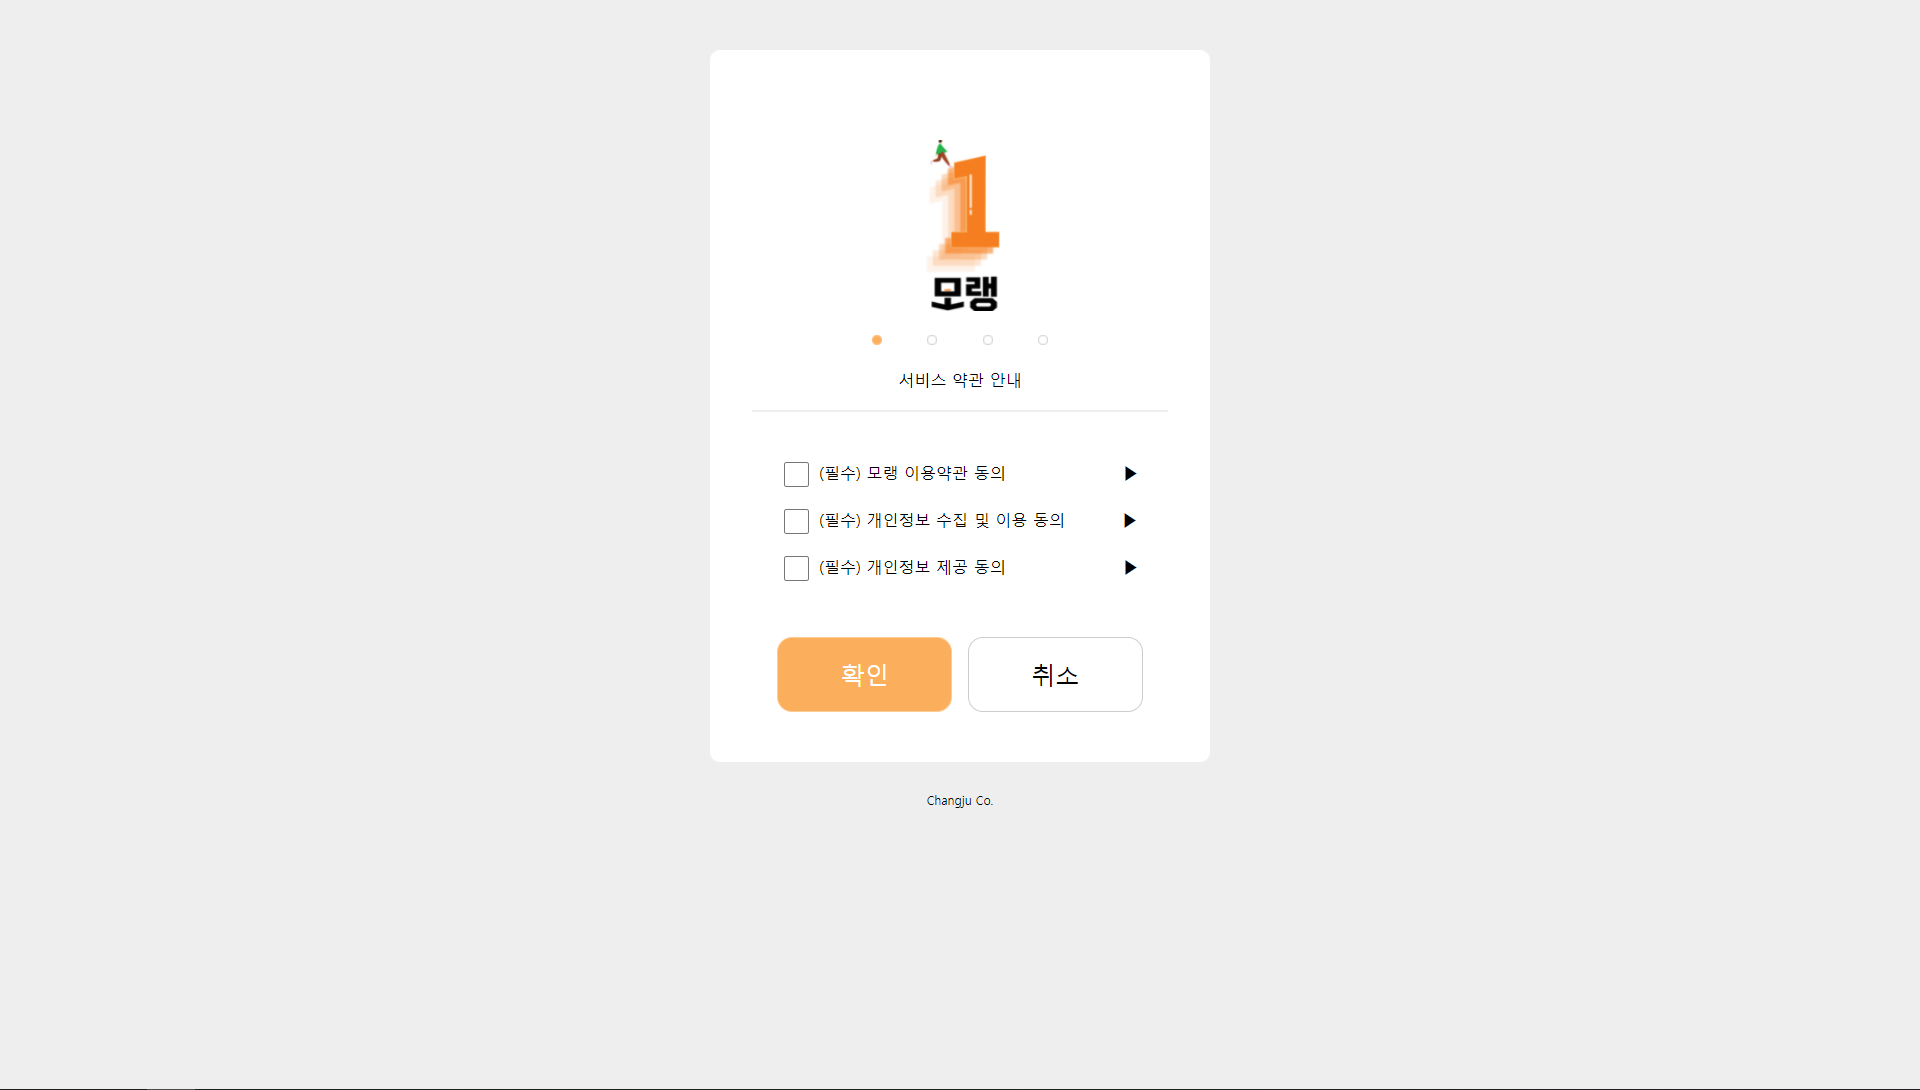 1
모랭
서비스 약관 안내
(필수) 모랭 이용약관 동의 ▶
(필수) 개인정보 수집 및 이용 동의 ▶
(필수) 개인정보 제공 동의 ▶
확인 취소
Changju Co.